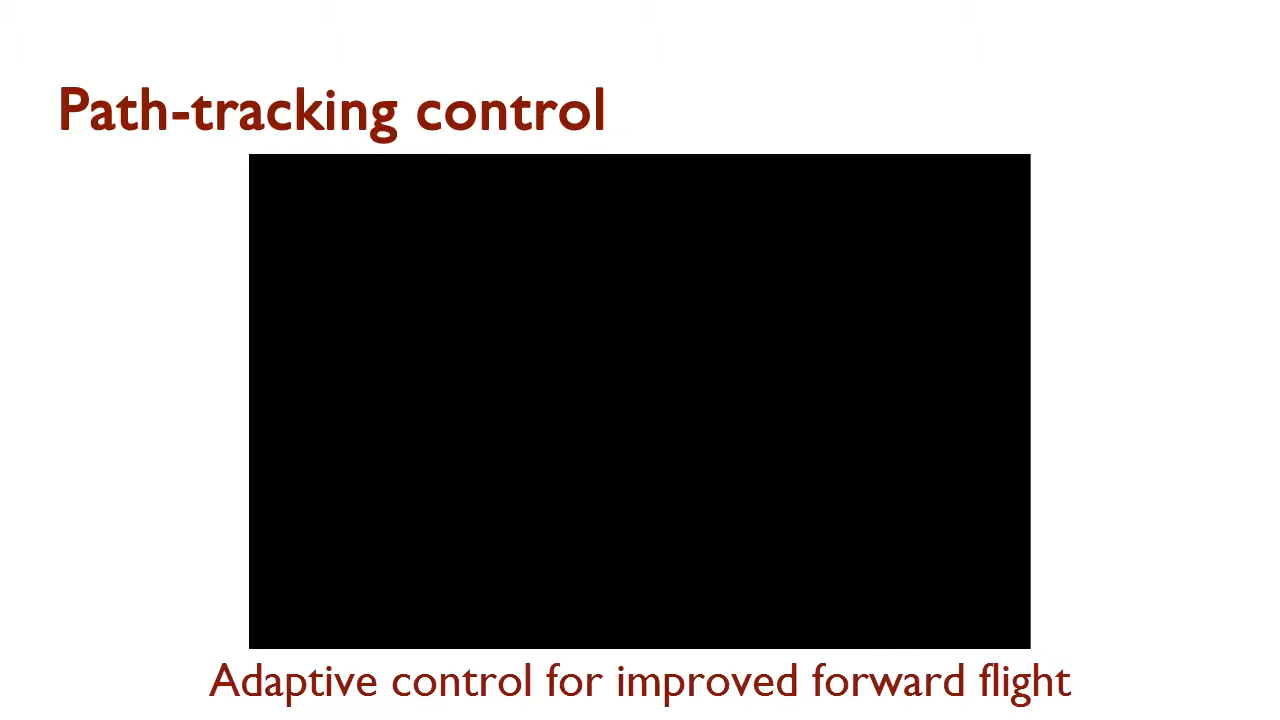 Path-tracking control
Adaptive control for improved forward flight